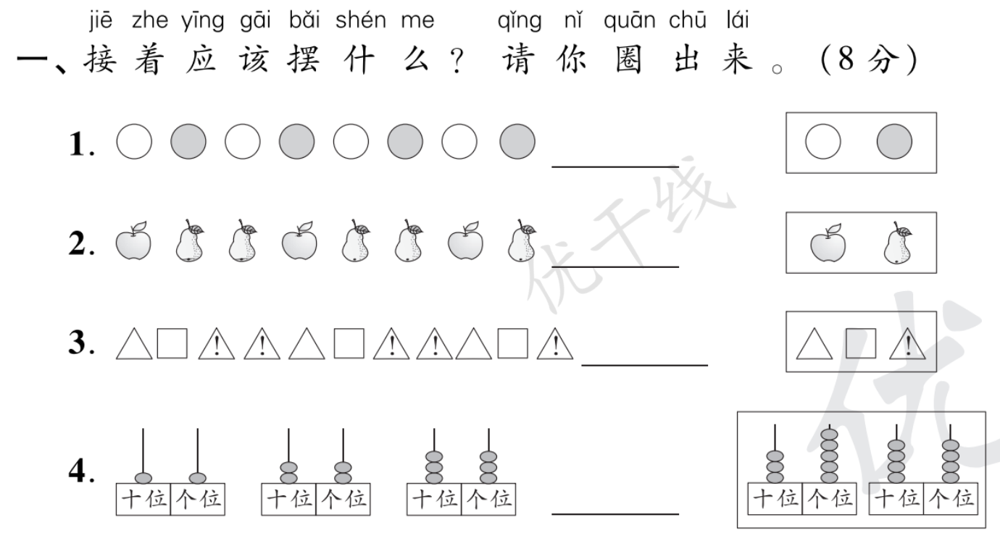 jiē zhe yīng gāi bǎi shén me qǐng nǐ quān chū lái
一、接着应该摆什么？请你圈出来。(8分)
1.
2.
3. ! ! ! ! ! !
4. 十位 个位 十位 个位 十位 个位 十位 个位 十位 个位
优干线
优